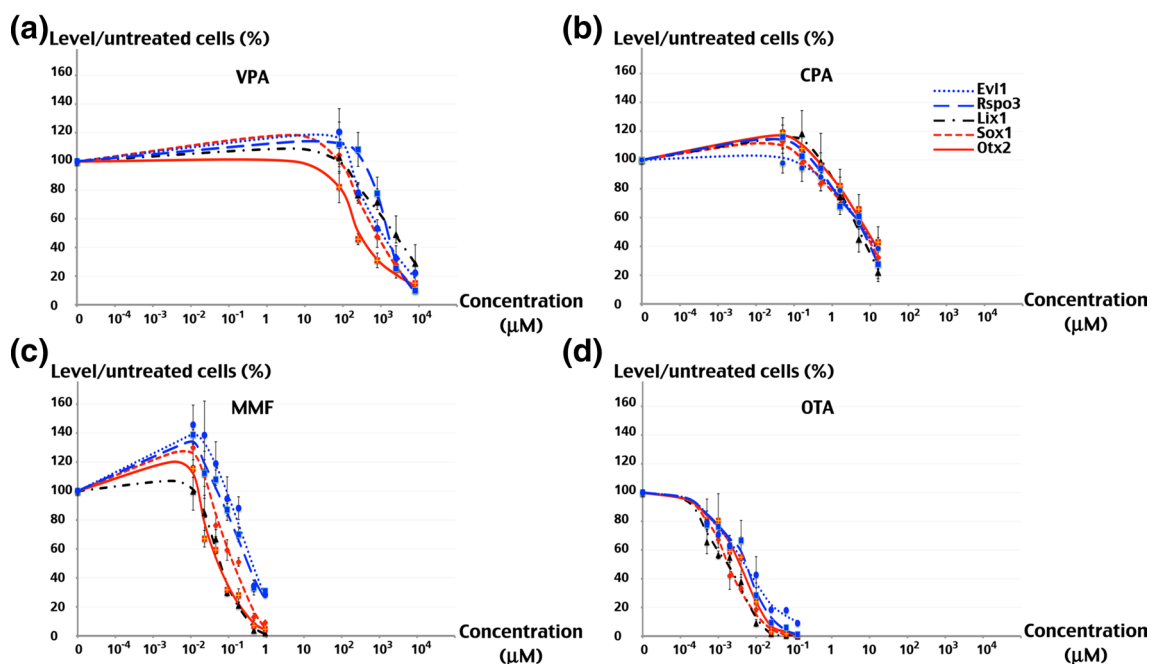 (a) Level/untreated cells (%)
VPA
160
140
120
100
80
60
40
20
0
0 10-4 10-3 10-2 10-1 1 10 102 103 104
Concentration
(μM)
(b) Level/untreated cells (%)
CPA
160
140
120
100
80
60
40
20
0
0 10-4 10-3 10-2 10-1 1 10 102 103 104
Concentration
(μM)
Evl1
Rspo3
Lix1
Sox1
Otx2
(c) Level/untreated cells (%)
MMF
160
140
120
100
80
60
40
20
0
0 10-4 10-3 10-2 10-1 1 10 102 103 104
Concentration
(μM)
(d) Level/untreated cells (%)
OTA
160
140
120
100
80
60
40
20
0
0 10-4 10-3 10-2 10-1 1 10 102 103 104
Concentration
(μM)